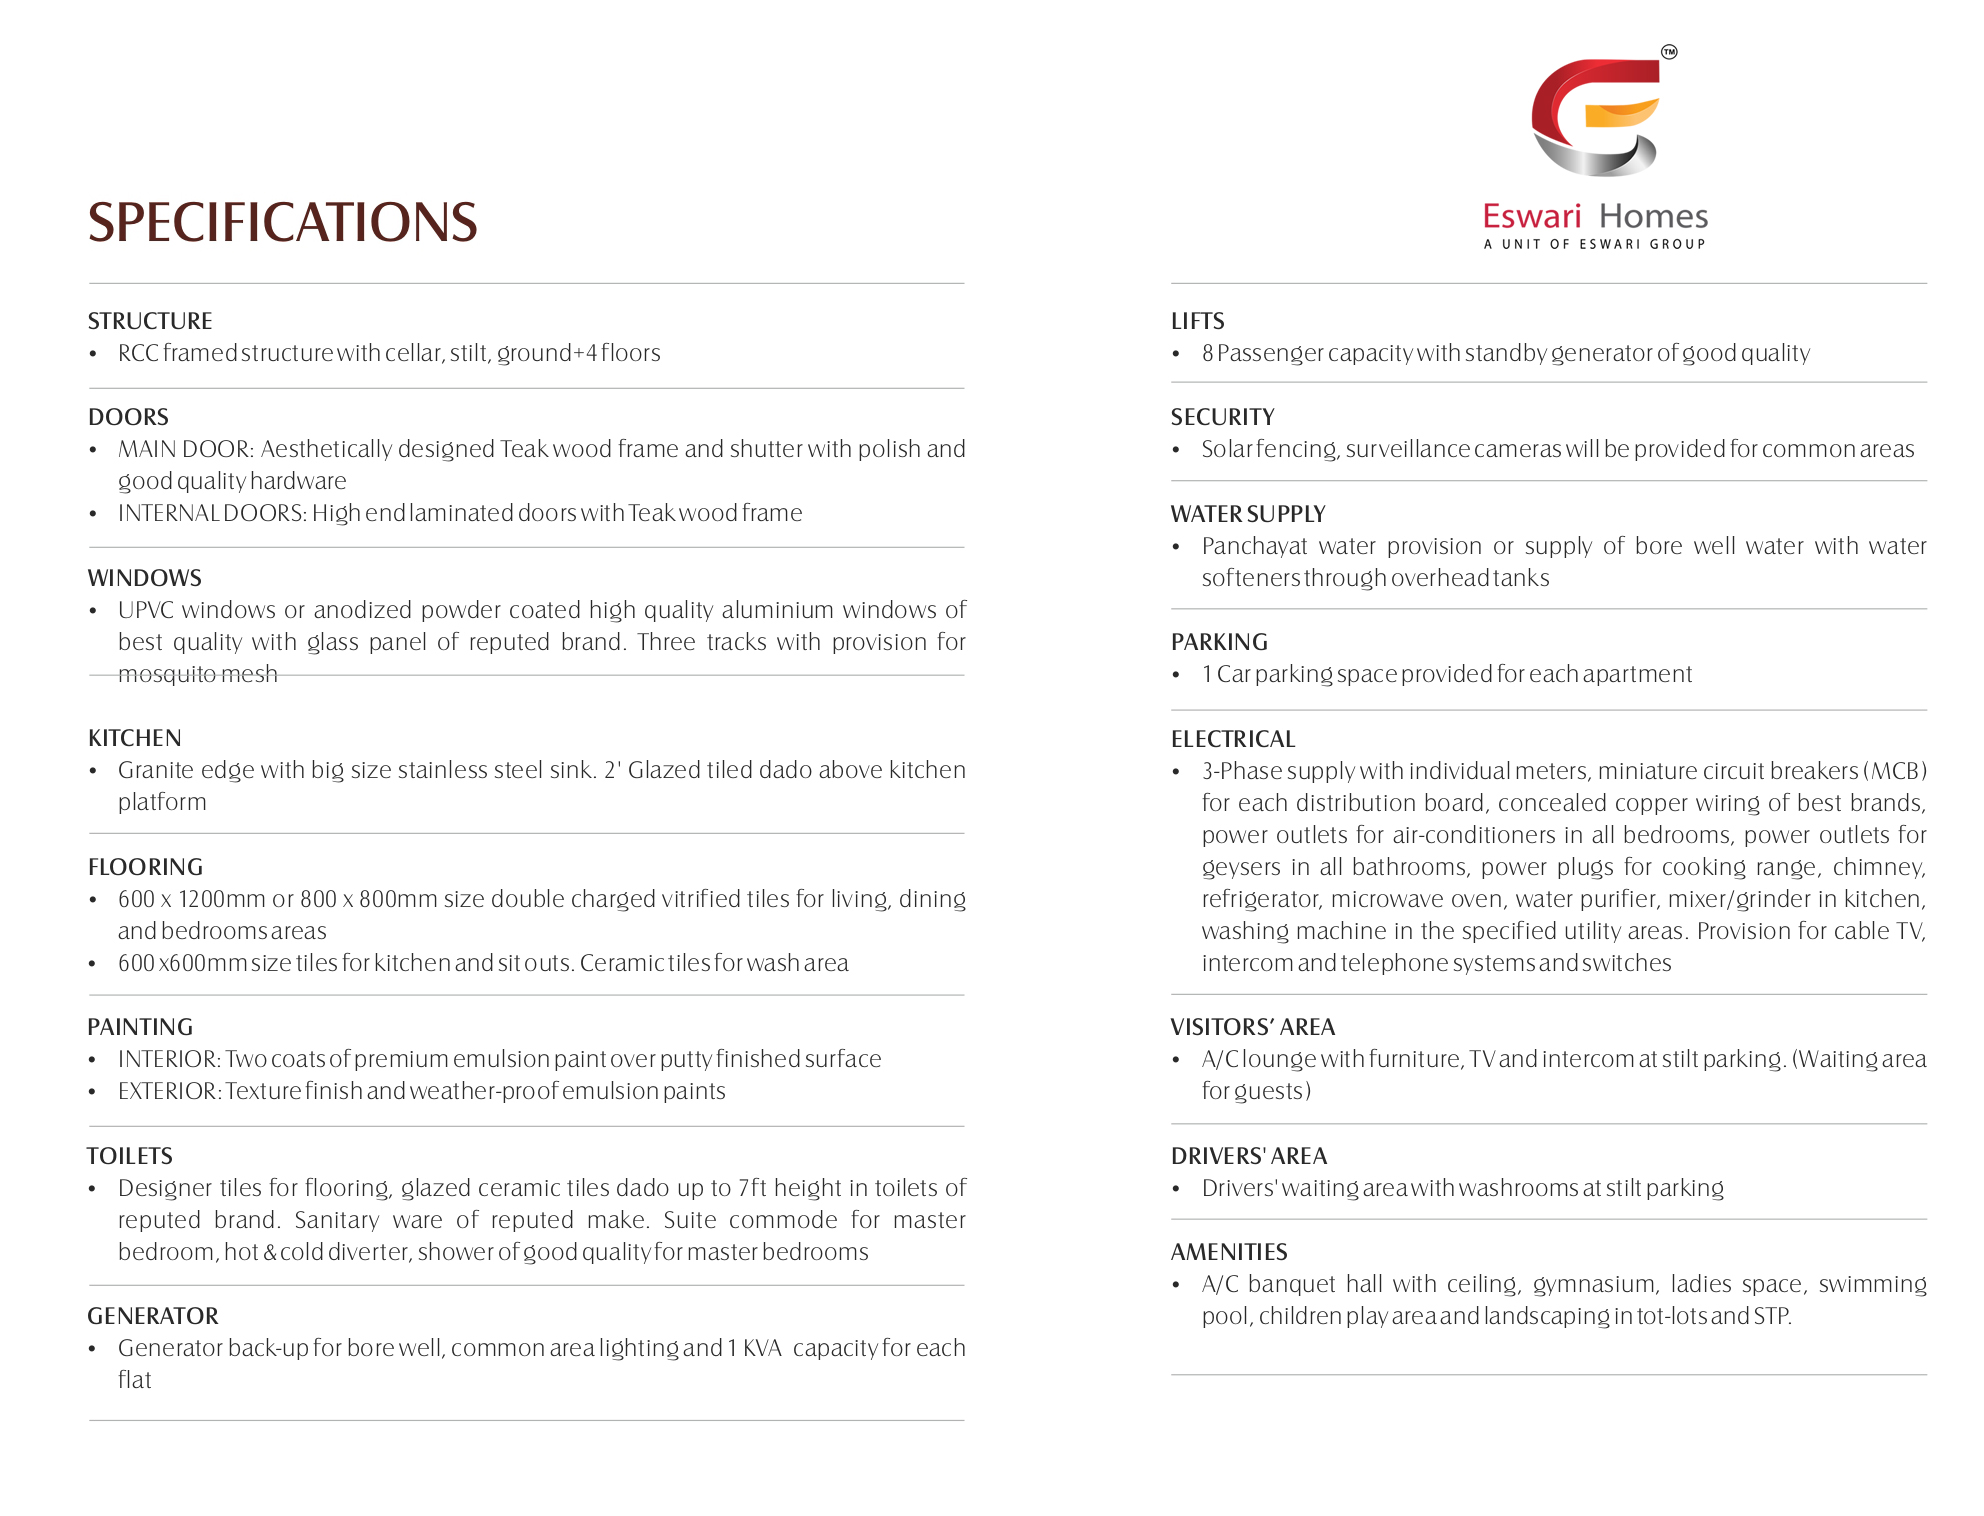 SPECIFICATIONS
STRUCTURE
• RCC framed structure with cellar, stilt, ground+4 floors
DOORS
• MAIN DOOR: Aesthetically designed Teak wood frame and shutter with polish and
good quality hardware
• INTERNAL DOORS: High end laminated doors with Teak wood frame
WINDOWS
• UPVC windows or anodized powder coated high quality aluminium windows of
best quality with glass panel of reputed brand. Three tracks with provision for
mosquito mesh
KITCHEN
• Granite edge with big size stainless steel sink. 2' Glazed tiled dado above kitchen
platform
FLOORING
• 600 x 1200mm or 800 x 800mm size double charged vitrified tiles for living, dining
and bedrooms areas
• 600 x600mm size tiles for kitchen and sit outs. Ceramic tiles for wash area
PAINTING
• INTERIOR: Two coats of premium emulsion paint over putty finished surface
• EXTERIOR: Texture finish and weather-proof emulsion paints
TOILETS
• Designer tiles for flooring, glazed ceramic tiles dado up to 7ft height in toilets of
reputed brand. Sanitary ware of reputed make. Suite commode for master
bedroom, hot & cold diverter, shower of good quality for master bedrooms
GENERATOR
• Generator back-up for bore well, common area lighting and 1 KVA capacity for each
flat
TM
Eswari Homes
A UNIT OF ESWARI GROUP
LIFTS
• 8 Passenger capacity with standby generator of good quality
SECURITY
• Solar fencing, surveillance cameras will be provided for common areas
WATER SUPPLY
• Panchayat water provision or supply of bore well water with water
softeners through overhead tanks
PARKING
• 1 Car parking space provided for each apartment
ELECTRICAL
• 3-Phase supply with individual meters, miniature circuit breakers (MCB)
for each distribution board, concealed copper wiring of best brands,
power outlets for air-conditioners in all bedrooms, power outlets for
geysers in all bathrooms, power plugs for cooking range, chimney,
refrigerator, microwave oven, water purifier, mixer/grinder in kitchen,
washing machine in the specified utility areas. Provision for cable TV,
intercom and telephone systems and switches
VISITORS’ AREA
• A/C lounge with furniture, TV and intercom at stilt parking. (Waiting area
for guests)
DRIVERS' AREA
• Drivers' waiting area with washrooms at stilt parking
AMENITIES
• A/C banquet hall with ceiling, gymnasium, ladies space, swimming
pool, children play area and landscaping in tot-lots and STP.